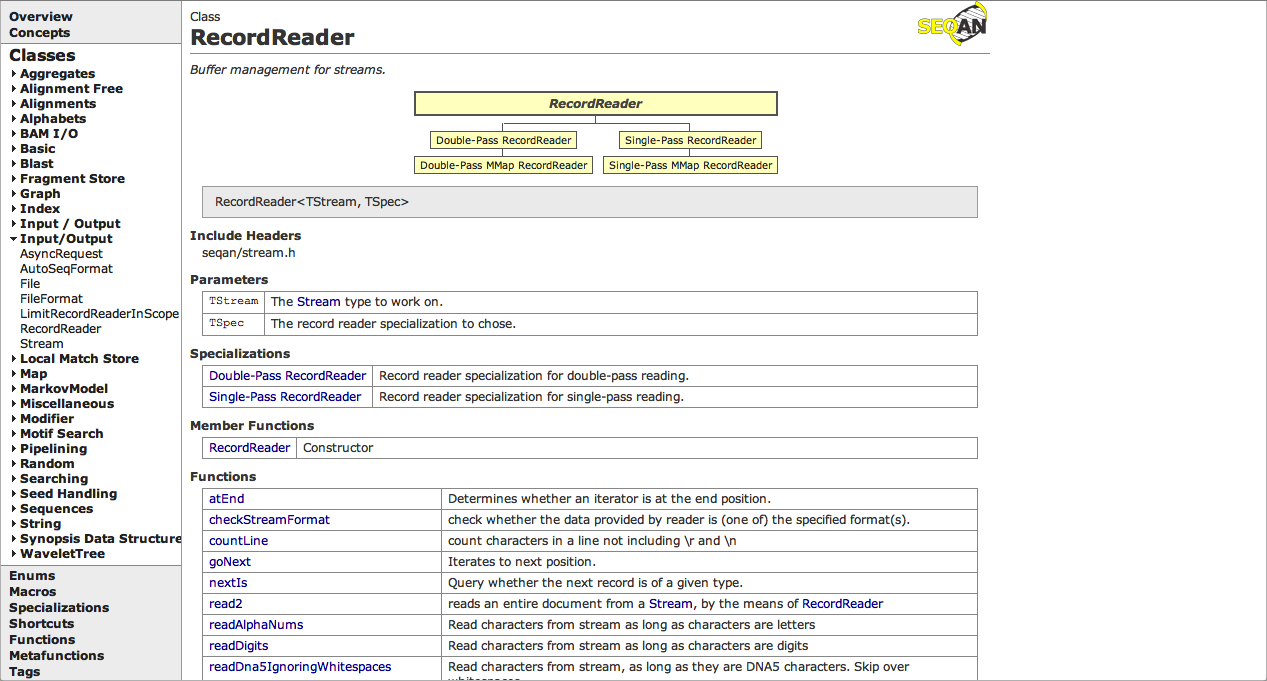 Overview
Concepts
Classes
Aggregates
Alignment Free
Alignments
Alphabets
BAM I/O
Basic
Blast
Fragment Store
Graph
Index
Input / Output
Input/Output
AsyncRequest
AutoSeqFormat
File
FileFormat
LimitRecordReaderInScope
RecordReader
Stream
Local Match Store
Map
MarkovModel
Miscellaneous
Modifier
Motif Search
Pipelining
Random
Searching
Seed Handling
Sequences
String
Synopsis Data Structure
WaveletTree
Enums
Macros
Specializations
Shortcuts
Functions
Metafunctions
Tags
Class
RecordReader
SEQAN
Buffer management for streams.
RecordReader
Double-Pass RecordReader Single-Pass RecordReader
Double-Pass MMap RecordReader Single-Pass MMap RecordReader
RecordReader<TStream, TSpec>
Include Headers
seqan/stream.h
Parameters
TStream The Stream type to work on.
TSpec The record reader specialization to chose.
Specializations
Double-Pass RecordReader Record reader specialization for double-pass reading.
Single-Pass RecordReader Record reader specialization for single-pass reading.
Member Functions
RecordReader Constructor
Functions
atEnd Determines whether an iterator is at the end position.
checkStreamFormat check whether the data provided by reader is (one of) the specified format(s).
countLine count characters in a line not including \r and \n
goNext Iterates to next position.
nextIs Query whether the next record is of a given type.
read2 reads an entire document from a Stream, by the means of RecordReader
readAlphaNums Read characters from stream as long as characters are letters
readDigits Read characters from stream as long as characters are digits
readDna5IgnoringWhitespaces Read characters from stream, as long as they are DNA5 characters. Skip over